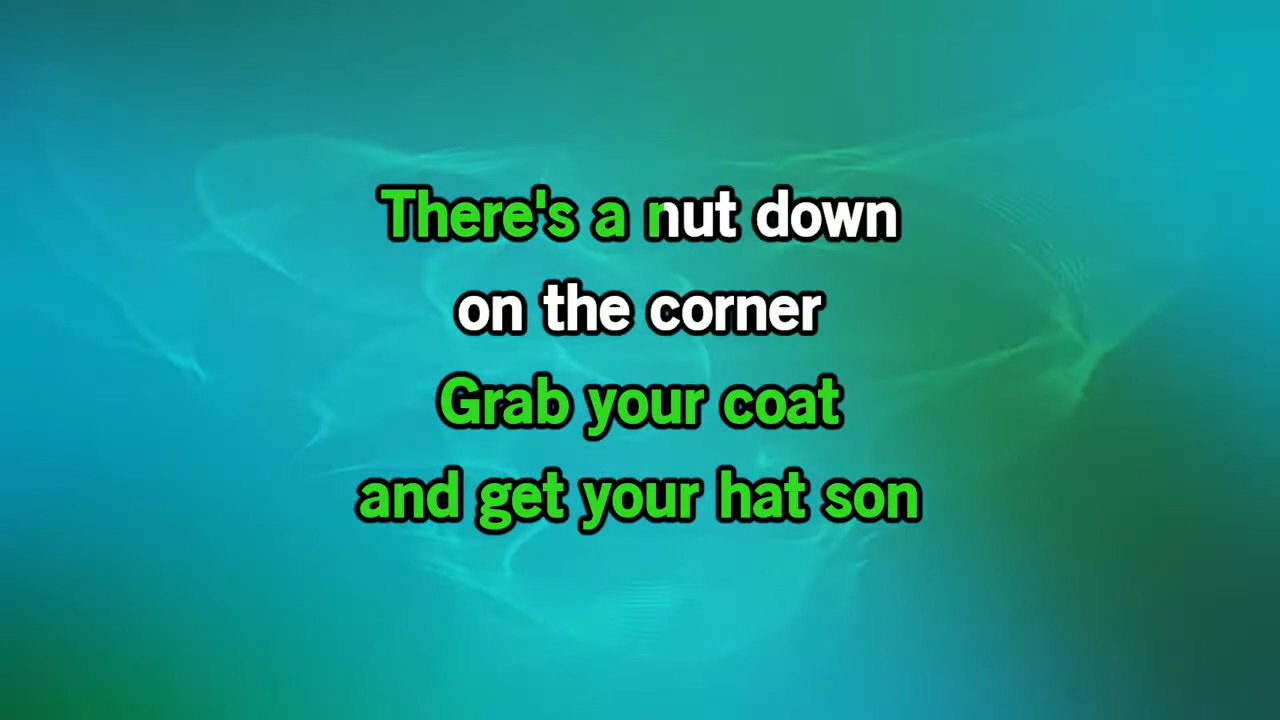 There's a nut down
on the corner
Grab your coat
and get your hat son